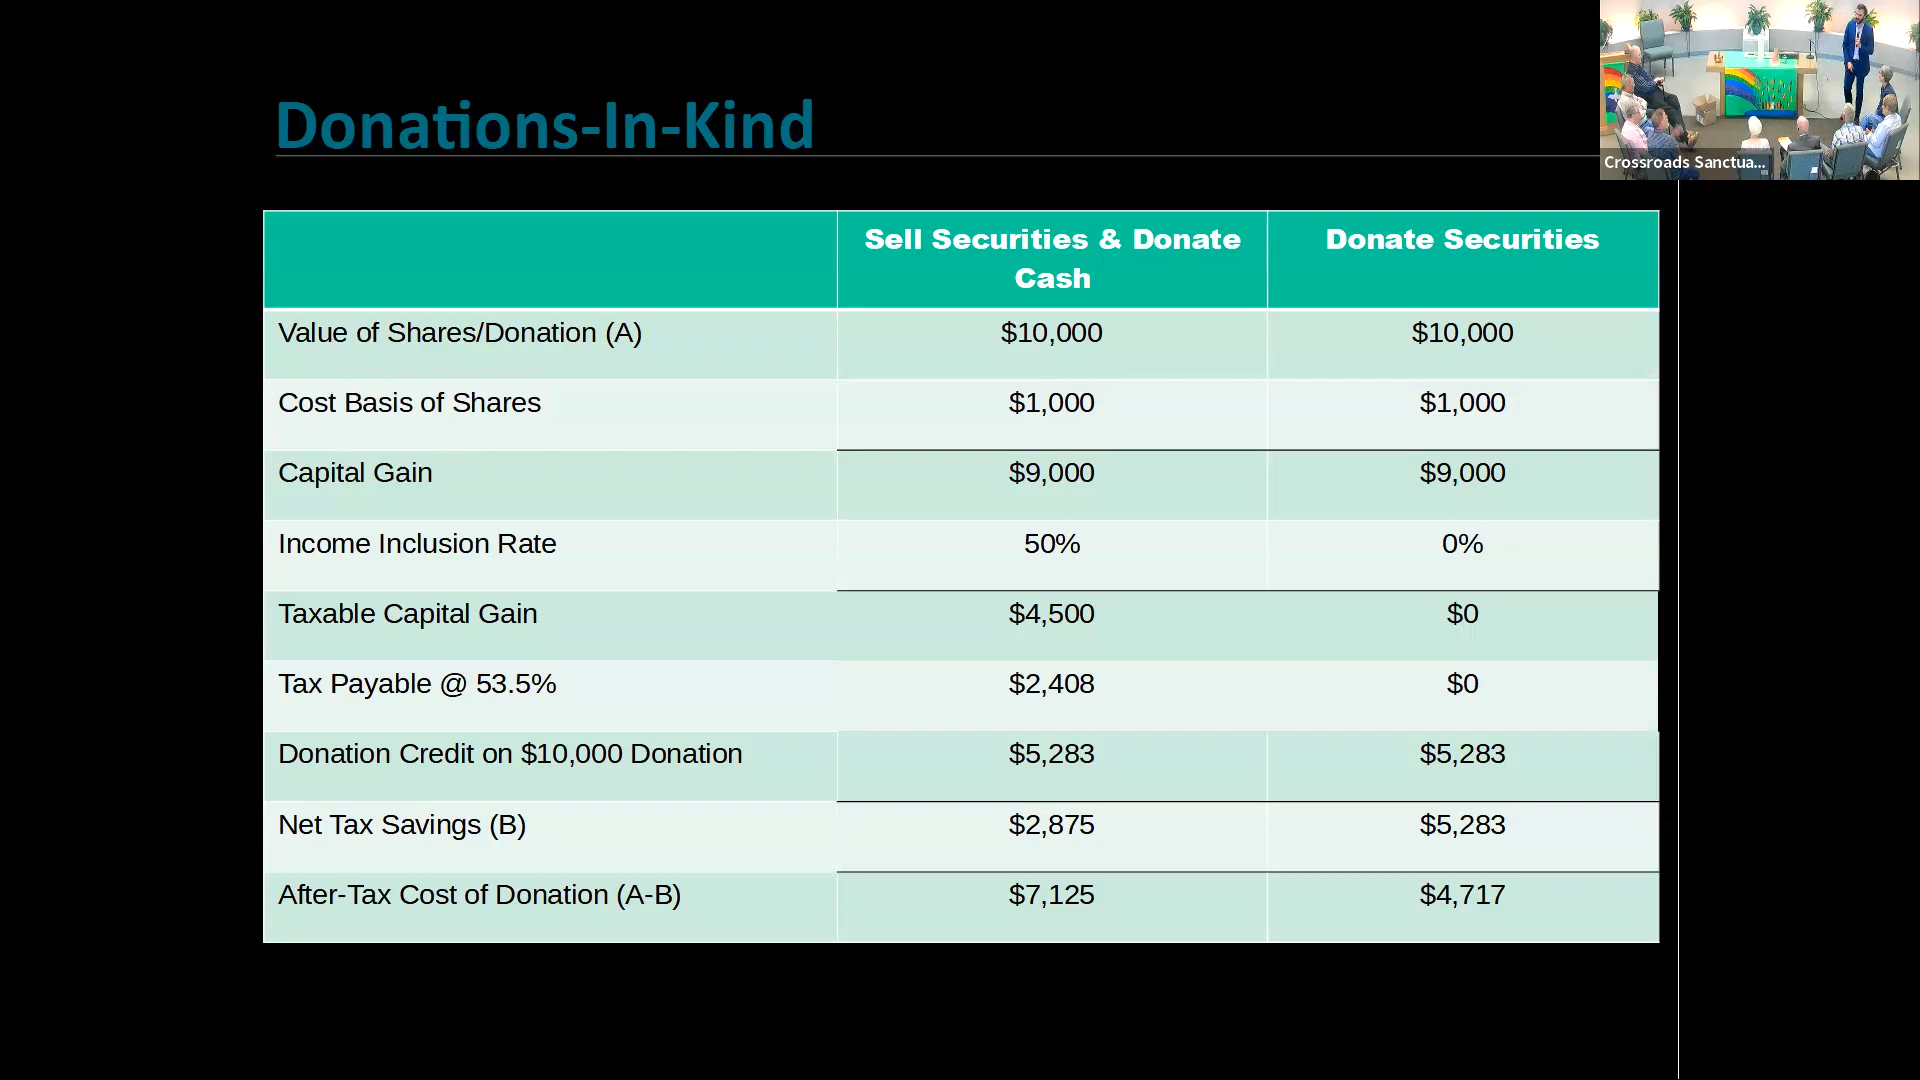 Donations-In-Kind
Crossroads Sanctua...
Sell Securities & Donate Cash
Donate Securities
Value of Shares/Donation (A) $10,000 $10,000
Cost Basis of Shares $1,000 $1,000
Capital Gain $9,000 $9,000
Income Inclusion Rate 50% 0%
Taxable Capital Gain $4,500 $0
Tax Payable @ 53.5% $2,408 $0
Donation Credit on $10,000 Donation $5,283 $5,283
Net Tax Savings (B) $2,875 $5,283
After-Tax Cost of Donation (A-B) $7,125 $4,717